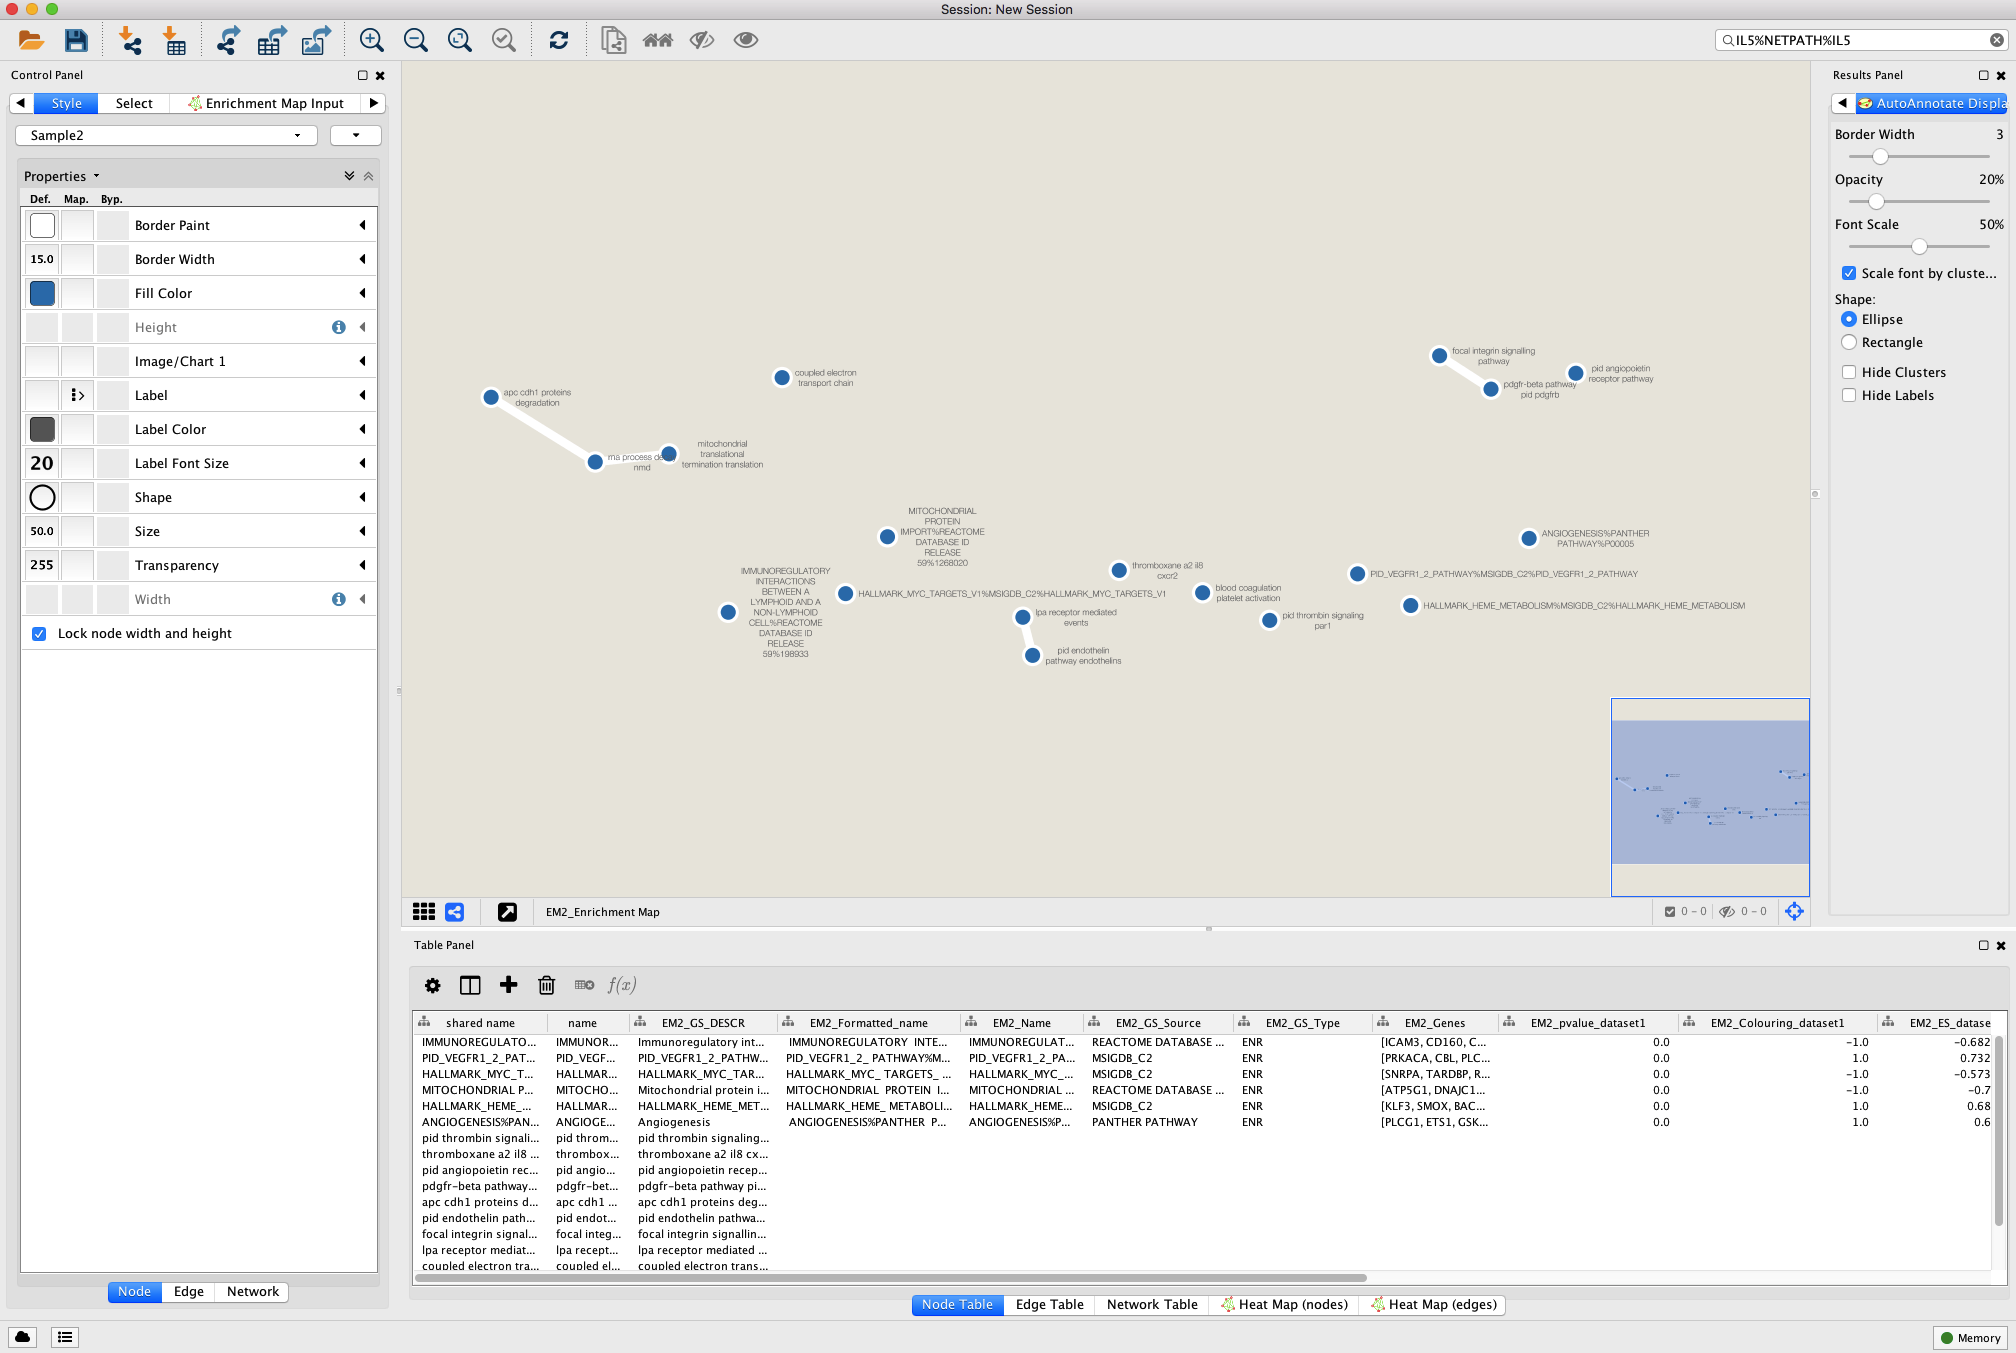 Session: New Session
IL5%NETPATH%IL5
Control Panel
Style Select Enrichment Map Input
Sample2
Properties
Def. Map. Byp.
Border Paint
15.0 Border Width
Fill Color
Height
Image/Chart 1
Label
Label Color
20 Label Font Size
Shape
50.0 Size
255 Transparency
Width
Lock node width and height
Node Edge Network
focal integrin signalling
pathway
pid angiopoietin
receptor pathway
pdgfr-beta pathway
pid pdgfrb
coupled electron
transport chain
apc cdh1 proteins
degradation
mitochondrial
translational
termination translation
rna process
nmd
MITOCHONDRIAL
PROTEIN
IMPORT%REACTOME
DATABASE ID
RELEASE
59%1268020
ANGIOGENESIS%PANTHER
PATHWAY%P00005
IMMUNOREGULATORY
INTERACTIONS
BETWEEN A
LYMPHOID AND A
NON-LYMPHOID
CELL%REACTOME
DATABASE ID
RELEASE
59%198933
thromboxane a2 il8
cxcr2
PID_VEGFR1_2_PATHWAY%MSIGDB_C2%PID_VEGFR1_2_PATHWAY
HALLMARK_MYC_TARGETS_V1%MSIGDB_C2%HALLMARK_MYC_TARGETS_V1
blood coagulation
platelet activation
HALLMARK_HEME_METABOLISM%MSIGDB_C2%HALLMARK_HEME_METABOLISM
lpa receptor mediated
events
pid thrombin signaling
par1
pid endothelin
pathway endothelins
EM2_Enrichment Map
0 - 0 0 - 0
Results Panel
AutoAnnotate Displa
Border Width 3
Opacity 20%
Font Scale 50%
Scale font by cluste...
Shape:
Ellipse
Rectangle
Hide Clusters
Hide Labels
Table Panel
f(x)
shared name name EM2_GS_DESCR EM2_Formatted_name EM2_Name EM2_GS_Source EM2_GS_Type EM2_Genes EM2_pvalue_dataset1 EM2_Colouring_dataset1 EM2_ES_datase
IMMUNOREGULATO... IMMUNOR... Immunoregulatory int... IMMUNOREGULATORY INTE... IMMUNOREGULAT... REACTOME DATABASE ... ENR [ICAM3, CD160, C... 0.0 -1.0 -0.682
PID_VEGFR1_2_PAT... PID_VEGF... PID_VEGFR1_2_PATHW... PID_VEGFR1_2_ PATHWAY%M... PID_VEGFR1_2_PA... MSIGDB_C2 ENR [PRKACA, CBL, PLC... 0.0 1.0 0.732
HALLMARK_MYC_T... HALLMAR... HALLMARK_MYC_TAR... HALLMARK_MYC_ TARGETS_ ... HALLMARK_MYC_... MSIGDB_C2 ENR [SNRPA, TARDBP, R... 0.0 -1.0 -0.573
MITOCHONDRIAL P... MITOCHO... Mitochondrial protein i... MITOCHONDRIAL PROTEIN I... MITOCHONDRIAL ... REACTOME DATABASE ... ENR [ATP5G1, DNAJC1... 0.0 -1.0 -0.7
HALLMARK_HEME_... HALLMAR... HALLMARK_HEME_MET... HALLMARK_HEME_ METABOLI... HALLMARK_HEME... MSIGDB_C2 ENR [KLF3, SMOX, BAC... 0.0 1.0 0.68
ANGIOGENESIS%PAN... ANGIOGE... Angiogenesis ANGIOGENESIS%PANTHER P... ANGIOGENESIS%P... PANTHER PATHWAY ENR [PLCG1, ETS1, GSK... 0.0 1.0 0.6
pid thrombin signali... pid throm... pid thrombin signaling...
thromboxane a2 il8 ... thrombox... thromboxane a2 il8 cx...
pid angiopoietin rec... pid angio... pid angiopoietin recep...
pdgfr-beta pathway... pdgfr-bet... pdgfr-beta pathway pi...
apc cdh1 proteins d... apc cdh1 ... apc cdh1 proteins deg...
pid endothelin path... pid endot... pid endothelin pathwa...
focal integrin signal... focal integ... focal integrin signallin...
lpa receptor mediat... lpa recept... lpa receptor mediated ...
coupled electron tra... coupled el... coupled electron trans...
Node Table Edge Table Network Table Heat Map (nodes) Heat Map (edges)
Memory